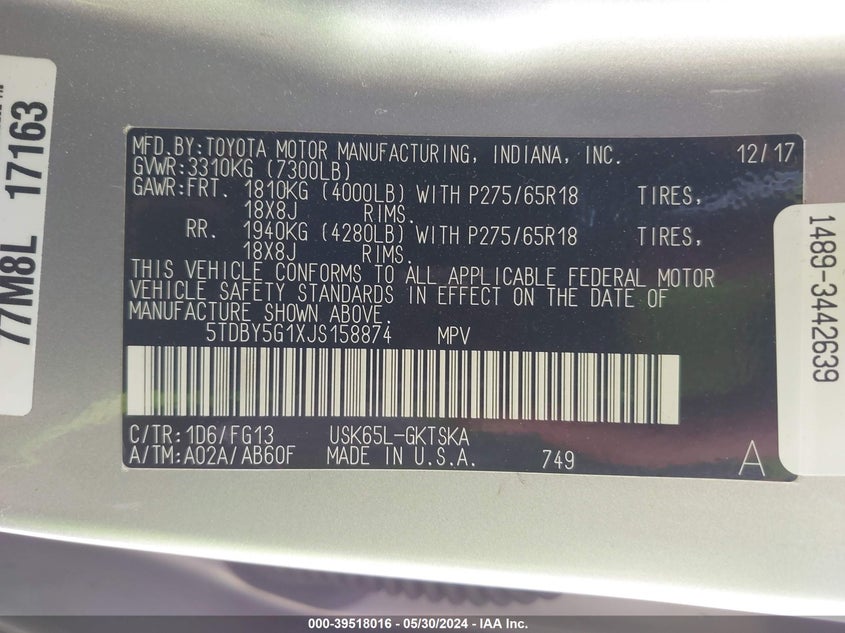 MFD.BY:TOYOTA MOTOR MANUFACTURING, INDIANA, INC. 12/17
GVWR:3310KG (7300LB)
GAWR:FRT. 1810KG (4000LB) WITH P275/65R18 TIRES,
18X8J RIMS.
RR. 1940KG (4280LB) WITH P275/65R18 TIRES,
18X8J RIMS.
THIS VEHICLE CONFORMS TO ALL APPLICABLE FEDERAL MOTOR
VEHICLE SAFETY STANDARDS IN EFFECT ON THE DATE OF
MANUFACTURE SHOWN ABOVE.
5TDBY5G1XJS158874 MPV
C/TR:1D6/FG13 USK65L-GKTSKA
A/TM:A02A/AB60F MADE IN U.S.A. 749 A
77M8L 17163
1489-3442639
000-39518016 - 05/30/2024 - IAA Inc.